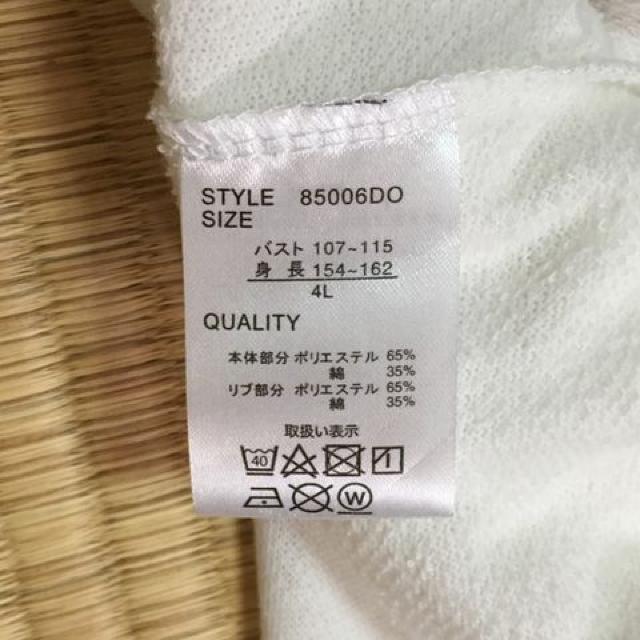 STYLE 85006DO
SIZE
バスト 107~115
身長 154~162
4L
QUALITY
本体部分 ポリエステル 65%
綿 35%
リブ部分 ポリエステル 65%
綿 35%
取扱い表示
40
W